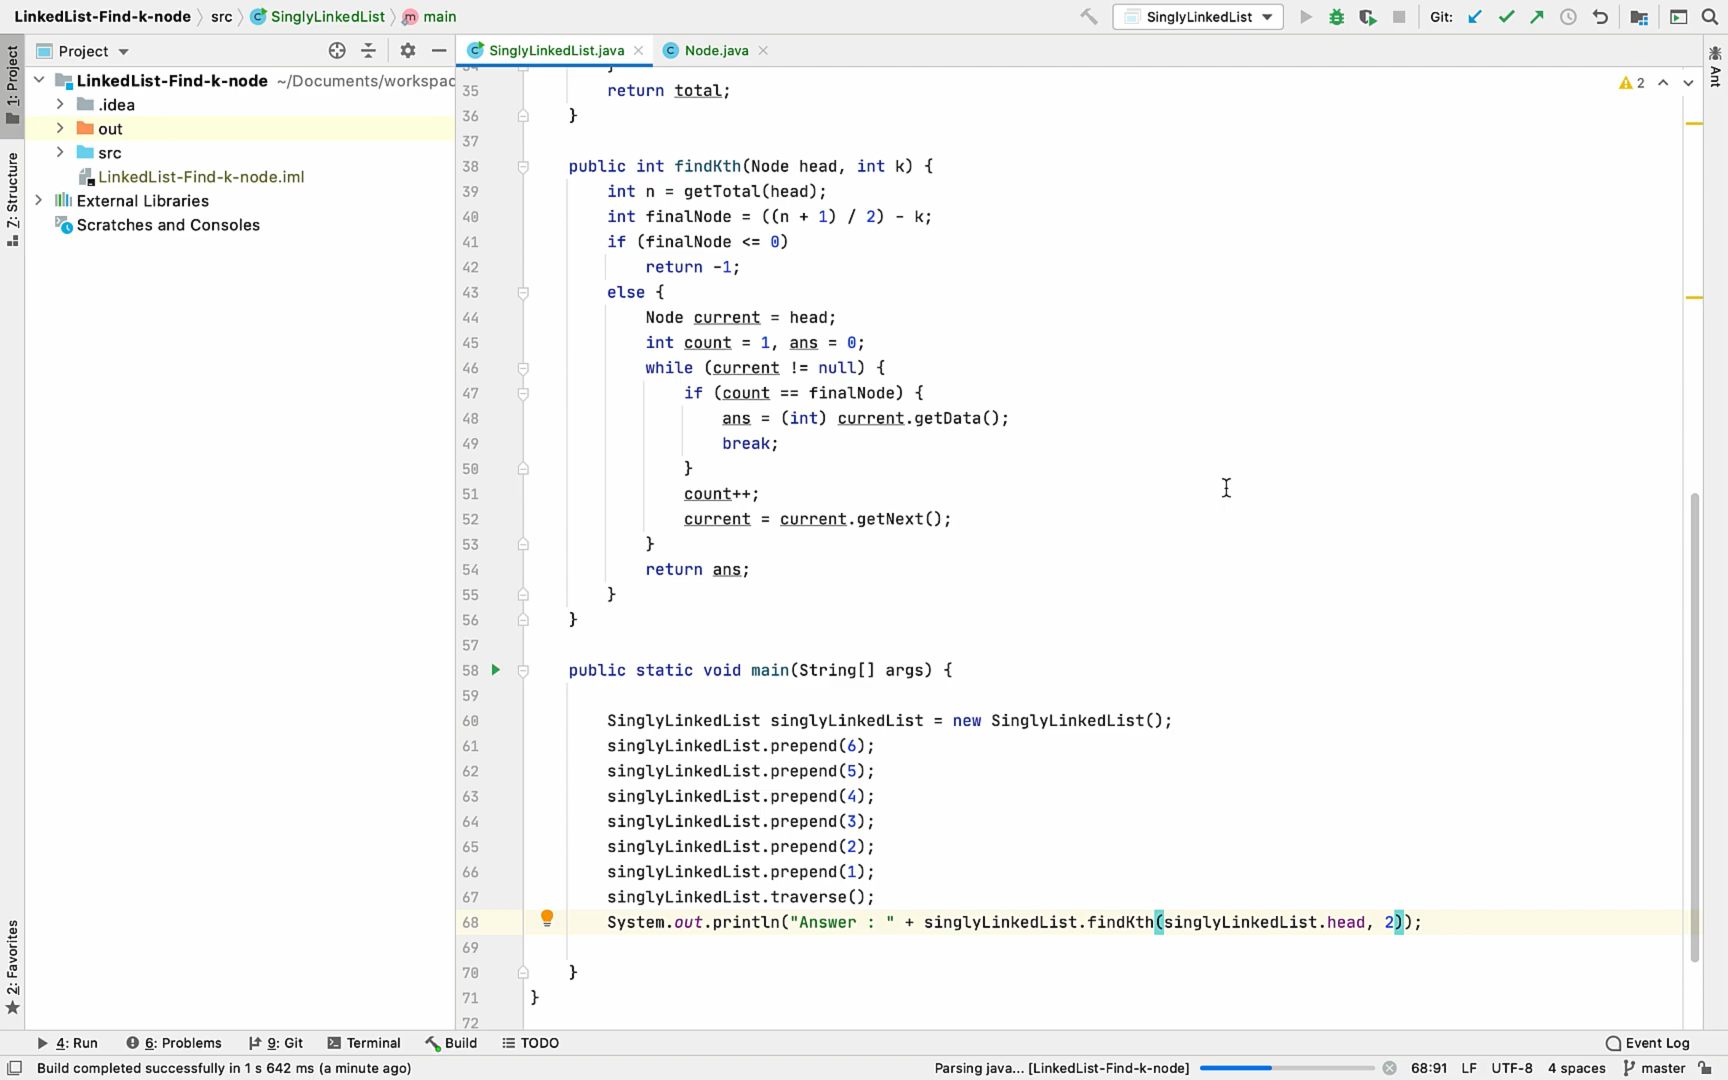 LinkedList-Find-k-node src SinglyLinkedList main
SinglyLinkedList
Git:
1: Project
Z: Structure
2: Favorites
Project
LinkedList-Find-k-node ~/Documents/workspac
.idea
out
src
LinkedList-Find-k-node.iml
External Libraries
Scratches and Consoles
SinglyLinkedList.java Node.java
2
Ant
35 return total;
36 }
37
38 public int findKth(Node head, int k) {
39 int n = getTotal(head);
40 int finalNode = ((n + 1) / 2) - k;
41 if (finalNode <= 0)
42 return -1;
43 else {
44 Node current = head;
45 int count = 1, ans = 0;
46 while (current != null) {
47 if (count == finalNode) {
48 ans = (int) current.getData();
49 break;
50 }
51 count++;
52 current = current.getNext();
53 }
54 return ans;
55 }
56 }
57
58 public static void main(String[] args) {
59
60 SinglyLinkedList singlyLinkedList = new SinglyLinkedList();
61 singlyLinkedList.prepend(6);
62 singlyLinkedList.prepend(5);
63 singlyLinkedList.prepend(4);
64 singlyLinkedList.prepend(3);
65 singlyLinkedList.prepend(2);
66 singlyLinkedList.prepend(1);
67 singlyLinkedList.traverse();
68 System.out.println("Answer : " + singlyLinkedList.findKth(singlyLinkedList.head, 2));
69
70 }
71 }
72
4: Run 6: Problems 9: Git Terminal Build TODO Event Log
Build completed successfully in 1 s 642 ms (a minute ago) Parsing java... [LinkedList-Find-k-node] 68:91 LF UTF-8 4 spaces master